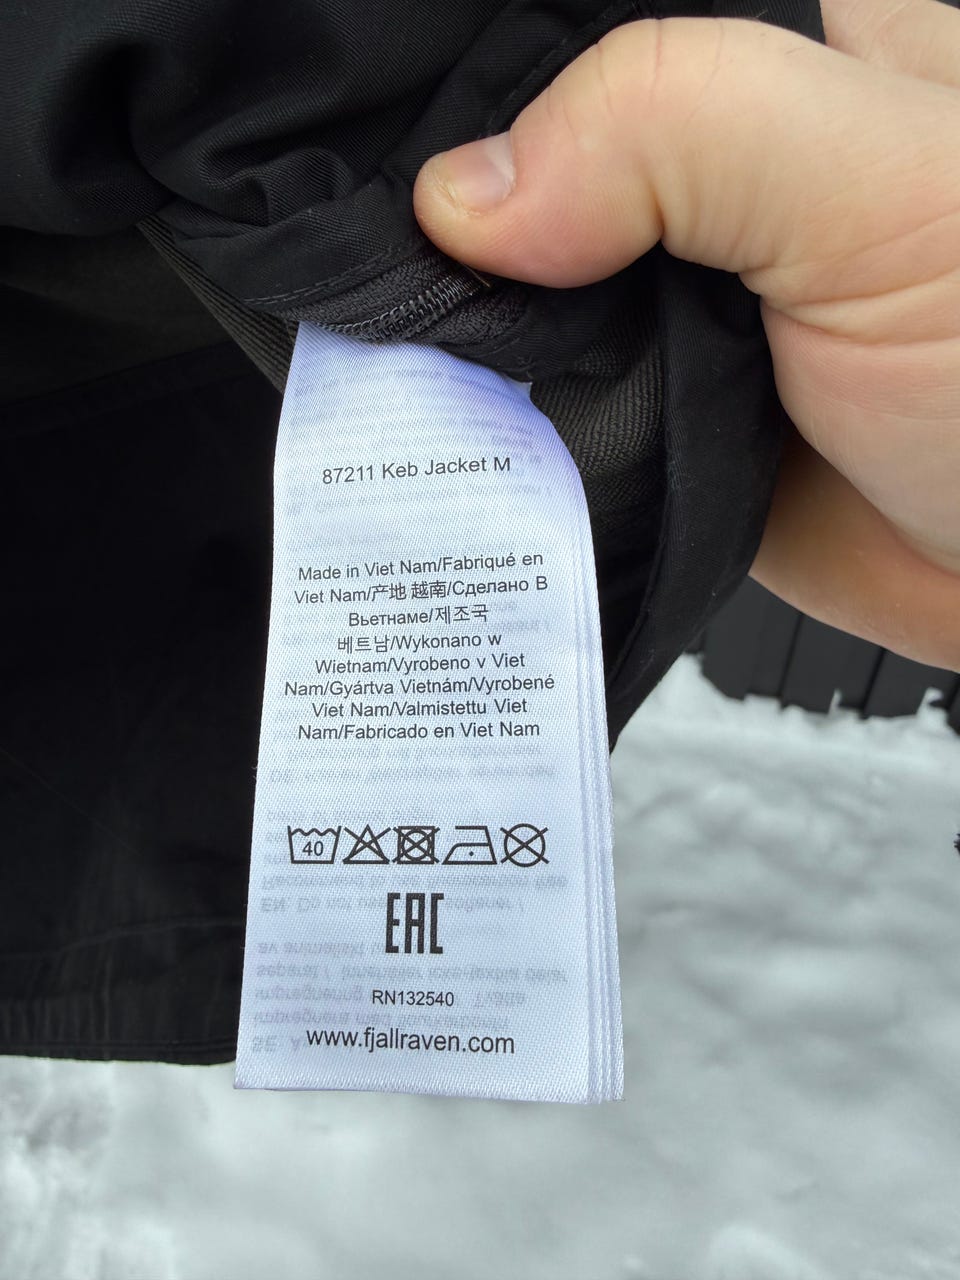 87211 Keb Jacket M
Made in Viet Nam/Fabriqué en
Viet Nam/产地 越南/Сделано В
Вьетнаме/제조국
베트남/Wykonano w
Wietnam/Vyrobeno v Viet
Nam/Gyártva Vietnám/Vyrobené
Viet Nam/Valmistettu Viet
Nam/Fabricado en Viet Nam
40
EAC
RN132540
www.fjallraven.com